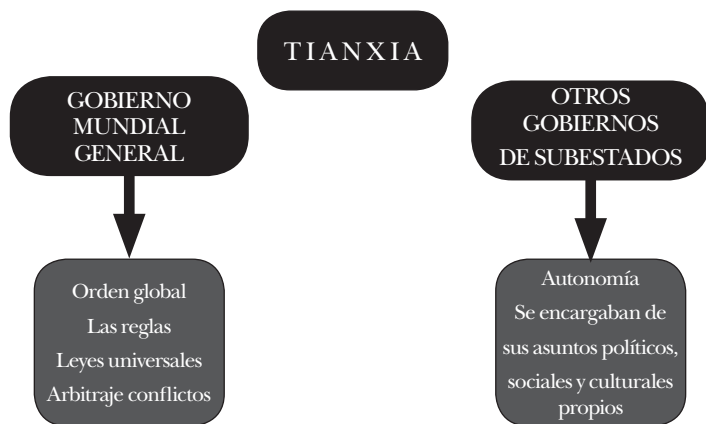 TIANXIA
GOBIERNO
MUNDIAL
GENERAL
OTROS
GOBIERNOS
DE SUBESTADOS
Orden global
Las reglas
Leyes universales
Arbitraje conflictos
Autonomía
Se encargaban de
sus asuntos políticos,
sociales y culturales
propios